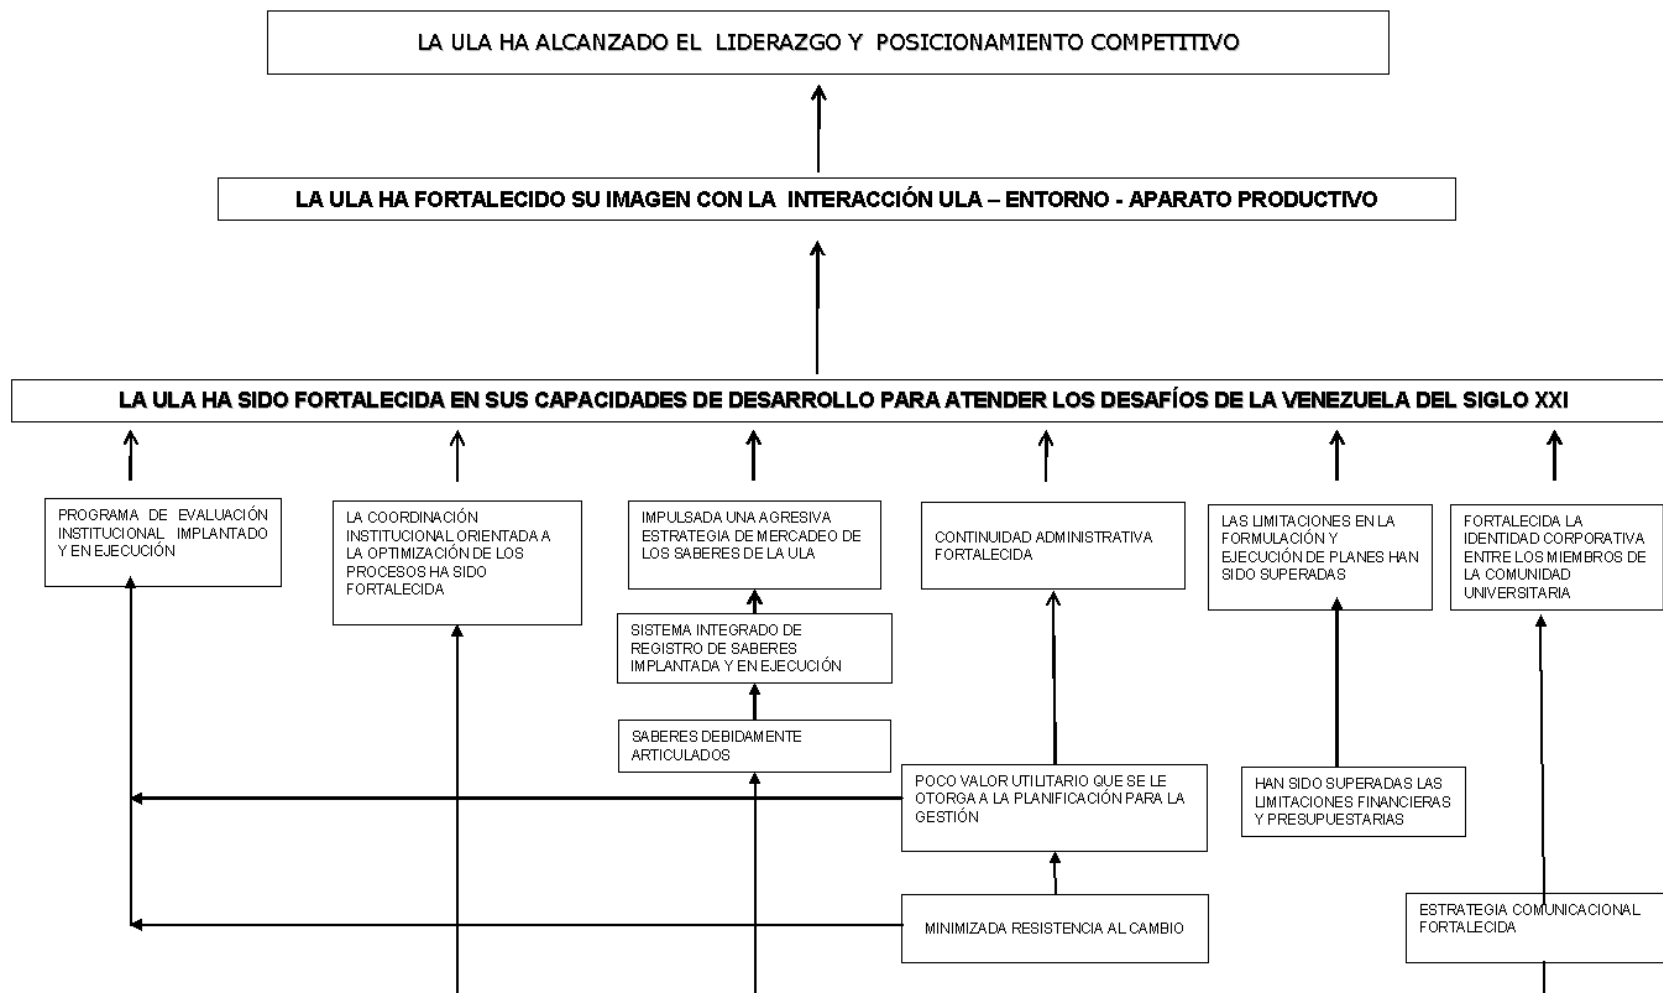 LA ULA HA ALCANZADO EL LIDERAZGO Y POSICIONAMIENTO COMPETITIVO
LA ULA HA FORTALECIDO SU IMAGEN CON LA INTERACCIÓN ULA – ENTORNO - APARATO PRODUCTIVO
LA ULA HA SIDO FORTALECIDA EN SUS CAPACIDADES DE DESARROLLO PARA ATENDER LOS DESAFÍOS DE LA VENEZUELA DEL SIGLO XXI
PROGRAMA DE EVALUACIÓN
INSTITUCIONAL IMPLANTADO
Y EN EJECUCIÓN
LA COORDINACIÓN
INSTITUCIONAL ORIENTADA A
LA OPTIMIZACIÓN DE LOS
PROCESOS HA SIDO
FORTALECIDA
IMPULSADA UNA AGRESIVA
ESTRATEGIA DE MERCADEO DE
LOS SABERES DE LA ULA
CONTINUIDAD ADMINISTRATIVA
FORTALECIDA
LAS LIMITACIONES EN LA
FORMULACIÓN Y
EJECUCIÓN DE PLANES HAN
SIDO SUPERADAS
FORTALECIDA LA
IDENTIDAD CORPORATIVA
ENTRE LOS MIEMBROS DE
LA COMUNIDAD
UNIVERSITARIA
SISTEMA INTEGRADO DE
REGISTRO DE SABERES
IMPLANTADA Y EN EJECUCIÓN
SABERES DEBIDAMENTE
ARTICULADOS
POCO VALOR UTILITARIO QUE SE LE
OTORGA A LA PLANIFICACIÓN PARA LA
GESTIÓN
HAN SIDO SUPERADAS LAS
LIMITACIONES FINANCIERAS
Y PRESUPUESTARIAS
MINIMIZADA RESISTENCIA AL CAMBIO
ESTRATEGIA COMUNICACIONAL
FORTALECIDA